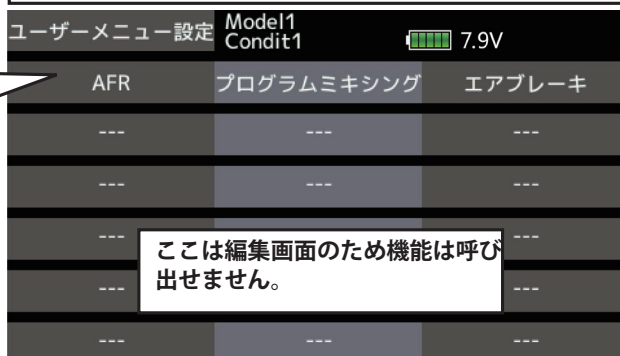 ユーザーメニュー設定 Model1
Condit1 7.9V
AFR プログラムミキシング エアブレーキ
--- --- ---
--- --- ---
--- ---
ここは編集画面のため機能は呼び
出せません。
--- ---
--- --- ---